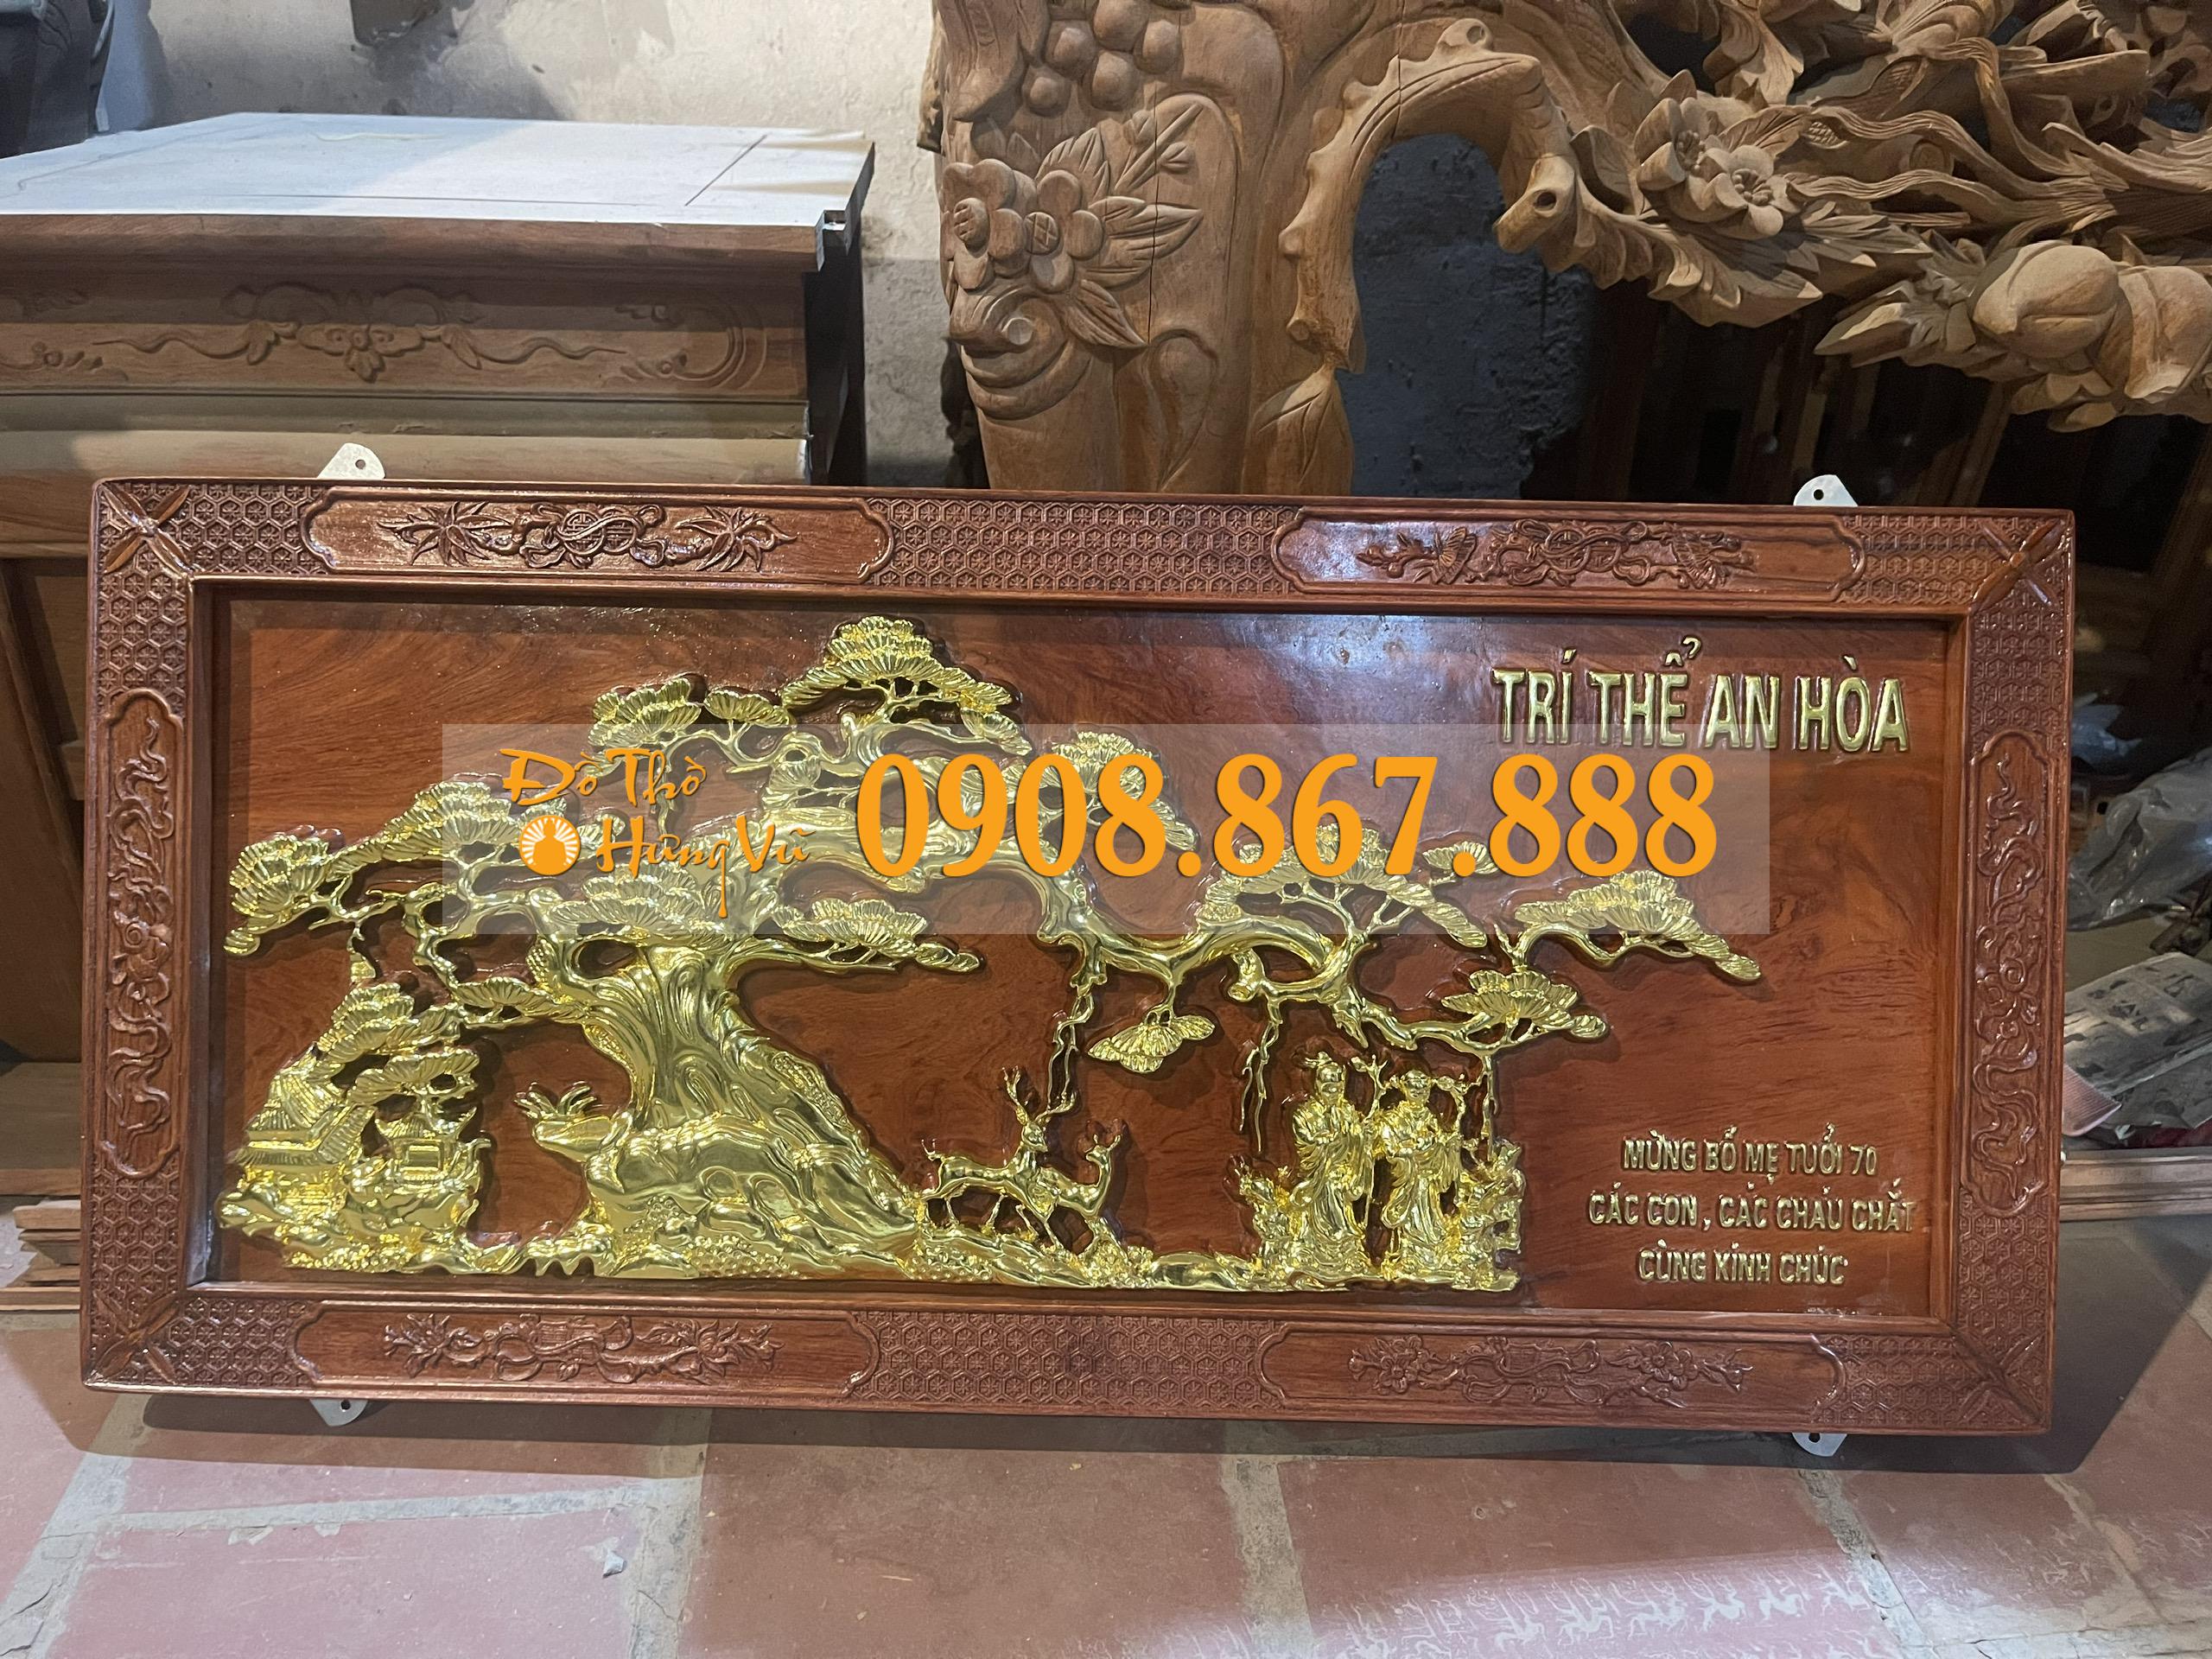 TRÍ THỂ AN HÒA
Đồ Thờ
Hưng Vũ
0908.867.888
MỪNG BỐ MẸ TUỔI 70
CÁC CON, CÁC CHÁU CHẮT
CÙNG KÍNH CHÚC